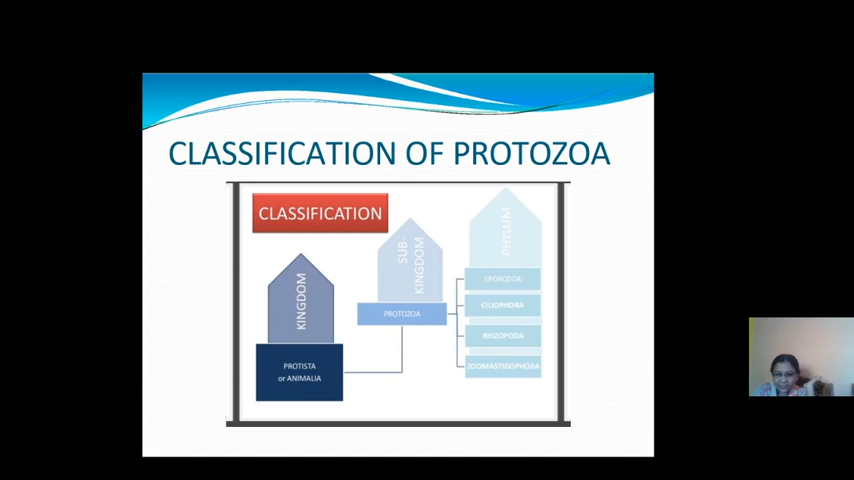 CLASSIFICATION OF PROTOZOA
CLASSIFICATION
KINGDOM
PROTISTA
or ANIMALIA
SUB-
KINGDOM
PROTOZOA
PHYLUM
SPOROZOA
CILIOPHORA
RHIZOPODA
ZOOMASTIGOPHORA